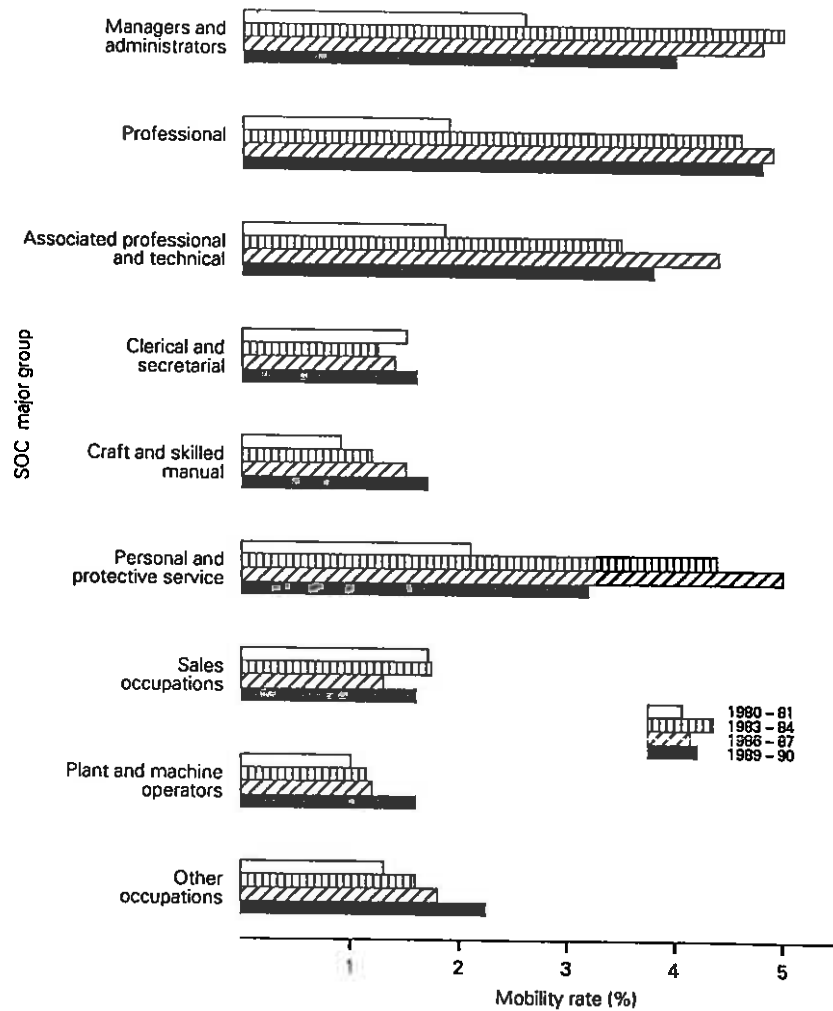 Managers and
administrators
Professional
Associated professional
and technical
Clerical and
secretarial
Craft and skilled
manual
Personal and
protective service
Sales
occupations
Plant and machine
operators
Other
occupations
SOC major group
1980 – 81
1983 – 84
1986 – 87
1989 – 90
1 2 3 4 5
Mobility rate (%)